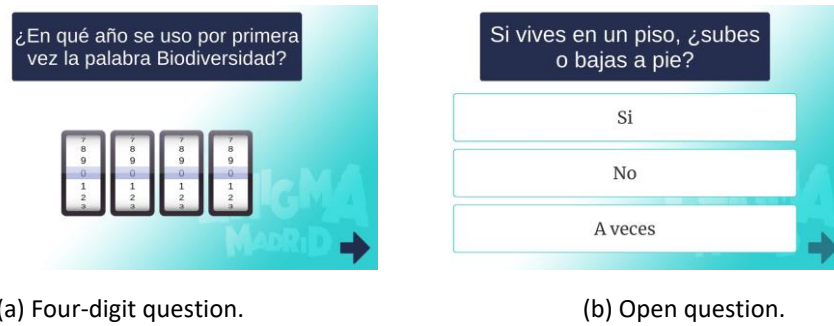 ¿En qué año se uso por primera
vez la palabra Biodiversidad?
7 7 7 7
8 8 8 8
9 9 9 9
0 0 0 0
1 1 1 1
2 2 2 2
3 3 3 3
ENIGMA
MADRID
Si vives en un piso, ¿subes
o bajas a pie?
Si
No
A veces
(a) Four-digit question.
(b) Open question.